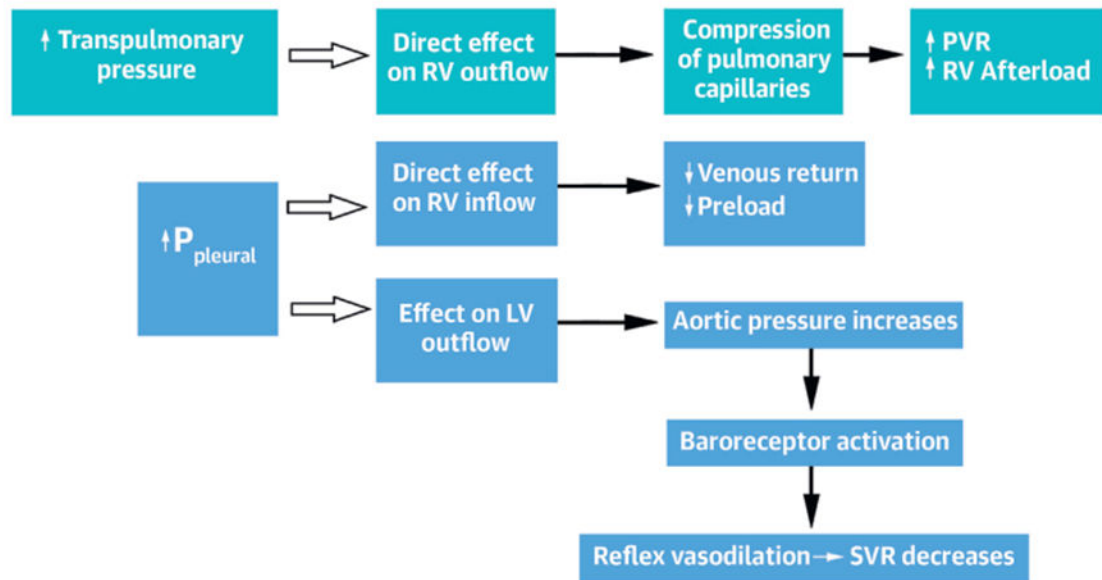 ↑ Transpulmonary
pressure
Direct effect
on RV outflow
Compression
of pulmonary
capillaries
↑ PVR
↑ RV Afterload
↑P pleural
Direct effect
on RV inflow
↓ Venous return
↓ Preload
Effect on LV
outflow
Aortic pressure increases
Baroreceptor activation
Reflex vasodilation → SVR decreases